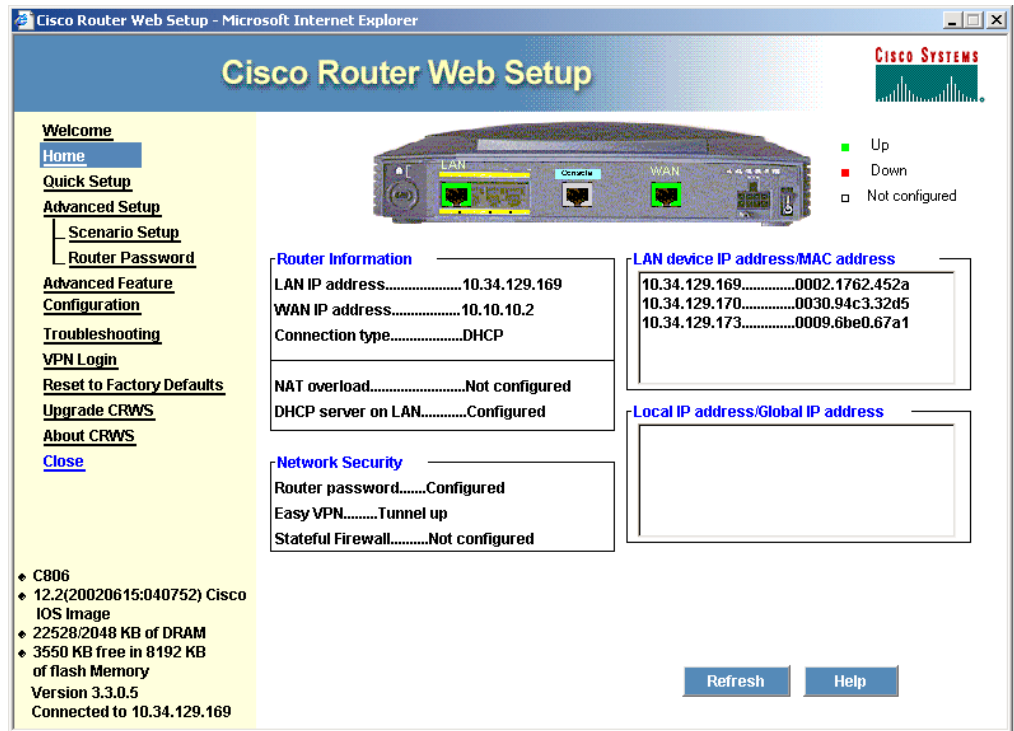 Cisco Router Web Setup - Microsoft Internet Explorer
Cisco Router Web Setup
CISCO SYSTEMS
Welcome
Home
Quick Setup
Advanced Setup
Scenario Setup
Router Password
Advanced Feature
Configuration
Troubleshooting
VPN Login
Reset to Factory Defaults
Upgrade CRWS
About CRWS
Close
C806
12.2(20020615:040752) Cisco
IOS Image
22528/2048 KB of DRAM
3550 KB free in 8192 KB
of flash Memory
Version 3.3.0.5
Connected to 10.34.129.169
LAN
Console
WAN
Up
Down
Not configured
Router Information
LAN IP address....................10.34.129.169
WAN IP address..................10.10.10.2
Connection type...................DHCP
NAT overload.........................Not configured
DHCP server on LAN............Configured
Network Security
Router password.......Configured
Easy VPN.........Tunnel up
Stateful Firewall..........Not configured
LAN device IP address/MAC address
10.34.129.169..............0002.1762.452a
10.34.129.170..............0030.94c3.32d5
10.34.129.173..............0009.6be0.67a1
Local IP address/Global IP address
Refresh
Help